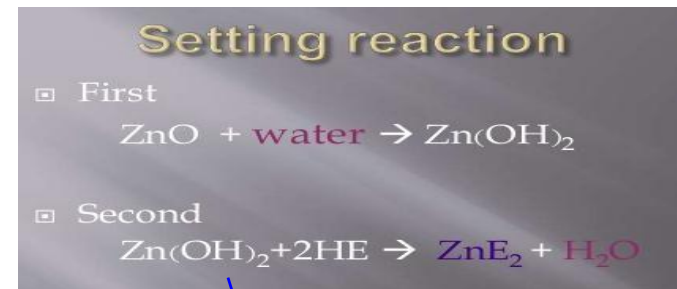 Setting reaction
First
ZnO + water → Zn(OH)₂
Second
Zn(OH)₂+2HE → ZnE₂ + H₂O